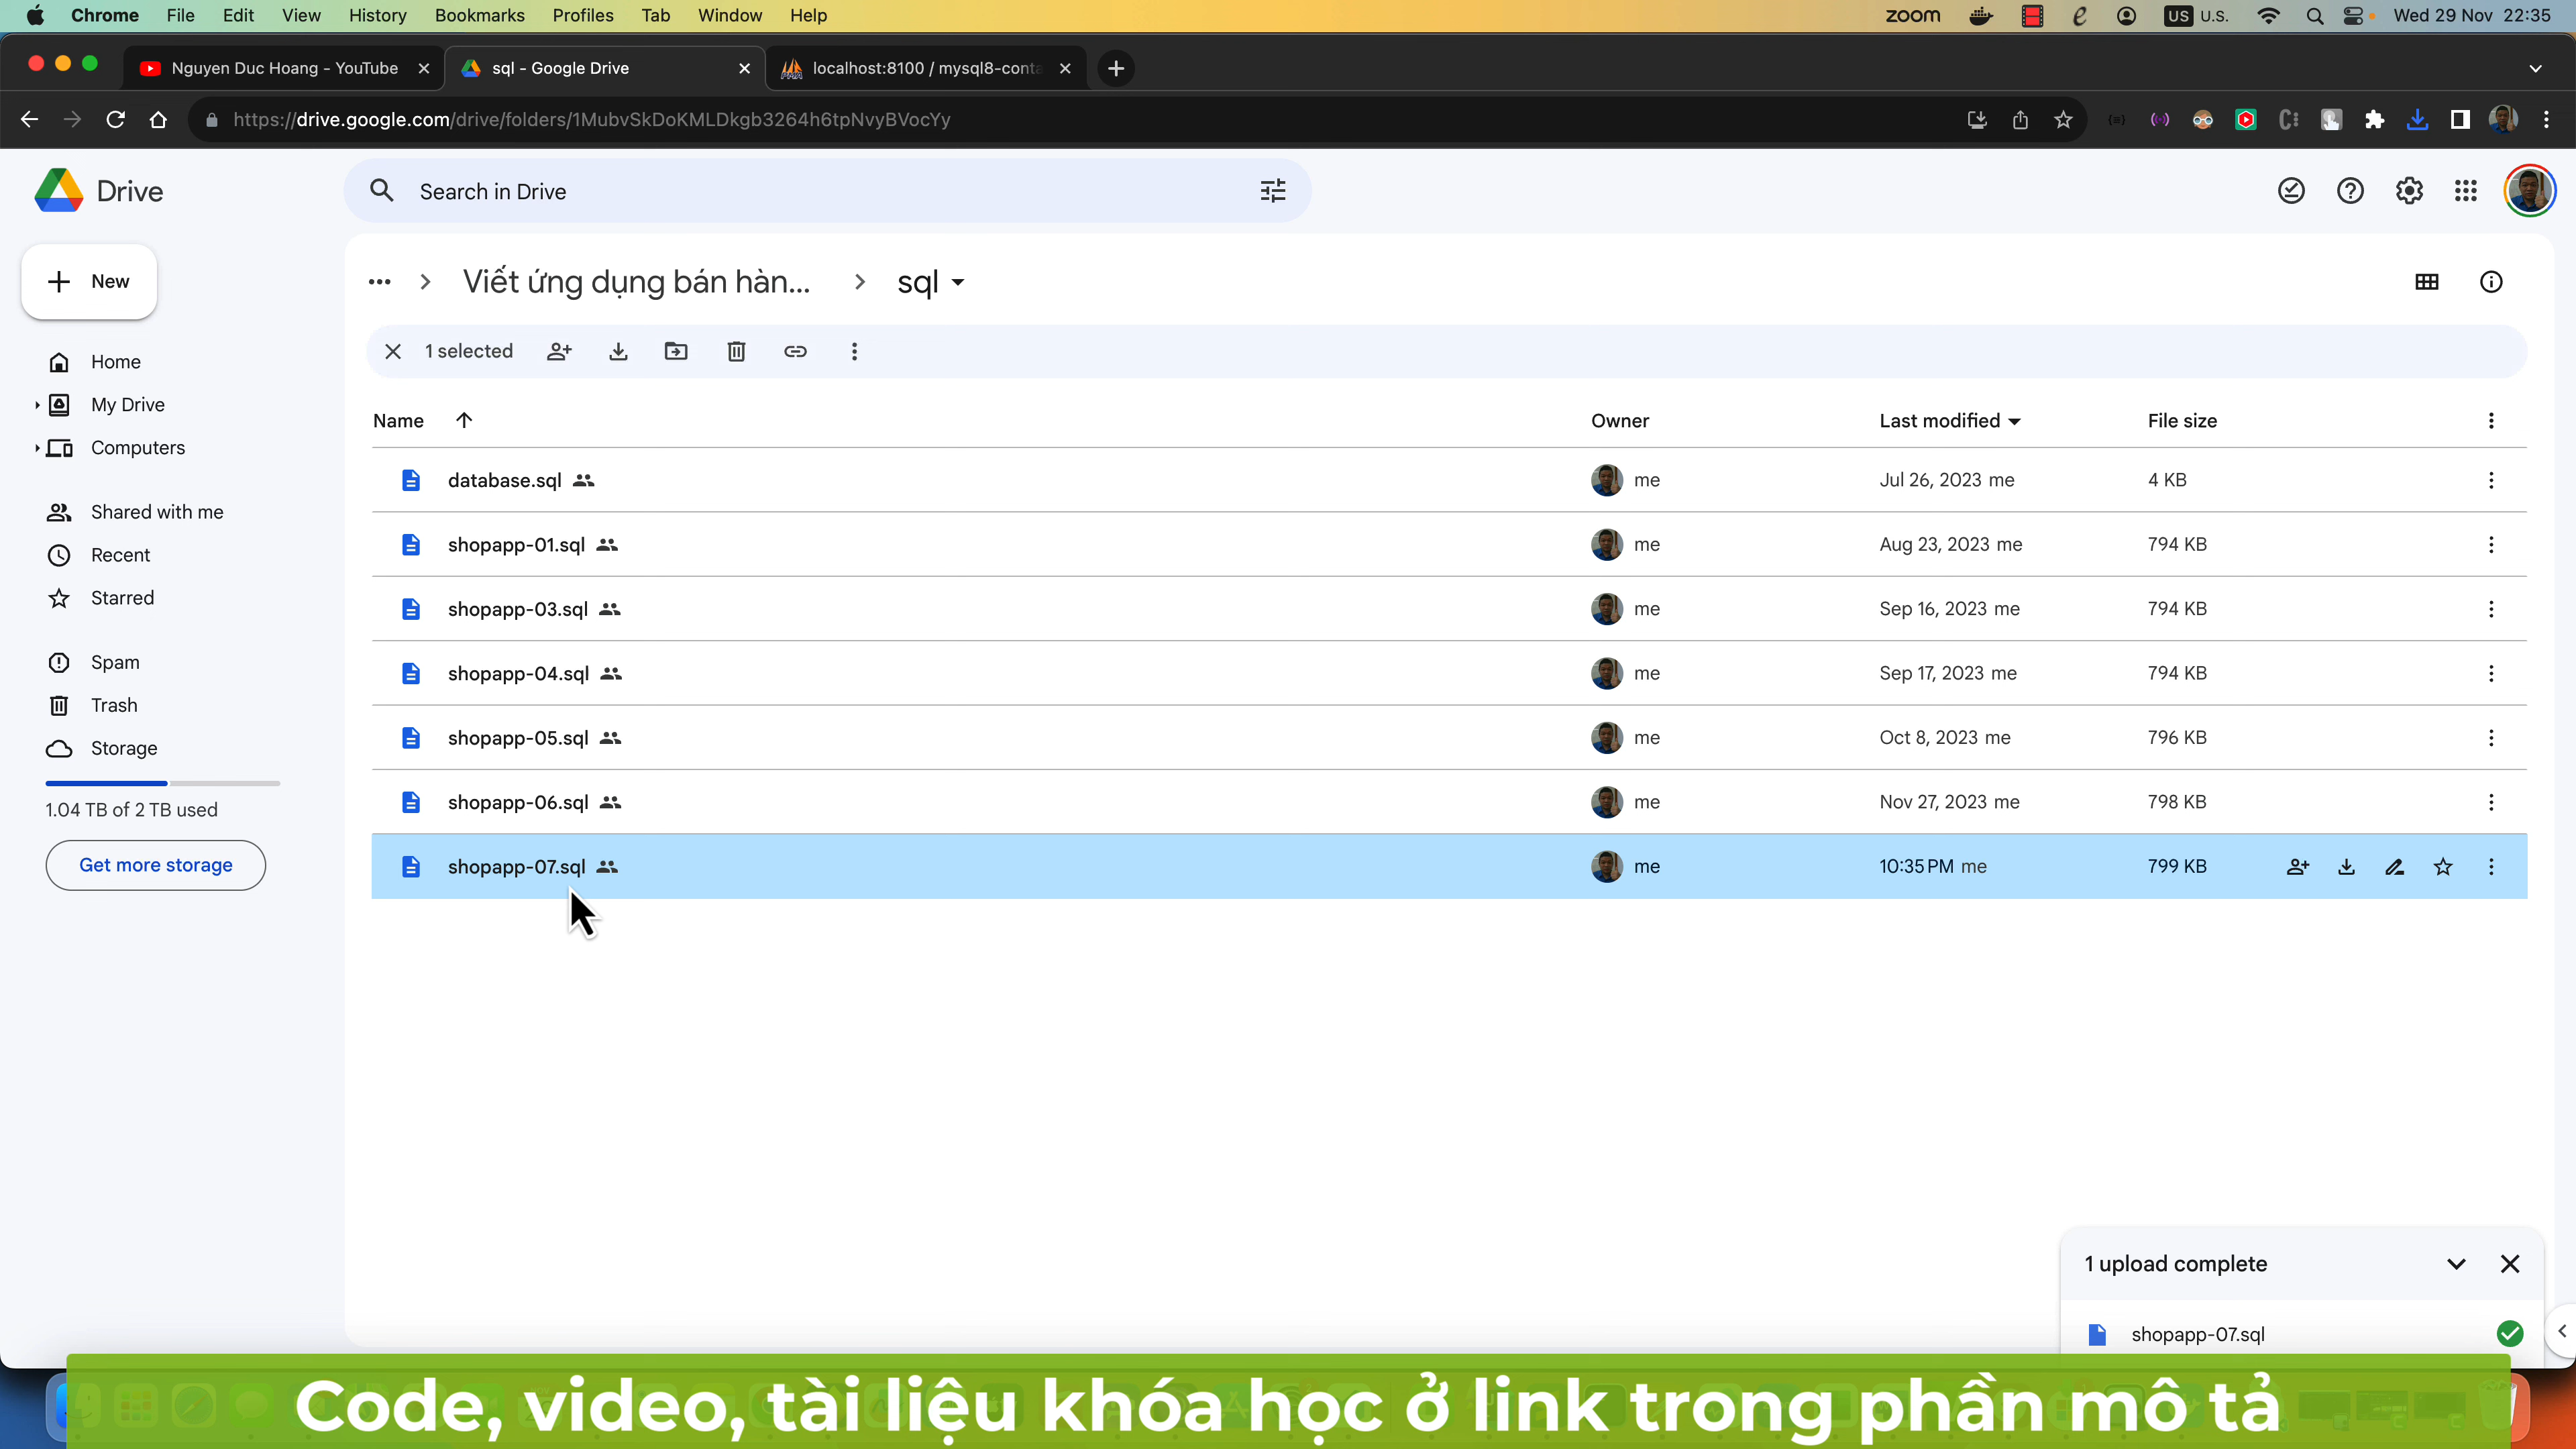 Chrome File Edit View History Bookmarks Profiles Tab Window Help
zoom US U.S. Wed 29 Nov 22:35
Nguyen Duc Hoang - YouTube
sql - Google Drive
localhost:8100 / mysql8-conta
https://drive.google.com/drive/folders/1MubvSkDoKMLDkgb3264h6tpNvyBVocYy
Drive
Search in Drive
New
Home
My Drive
Computers
Shared with me
Recent
Starred
Spam
Trash
Storage
1.04 TB of 2 TB used
Get more storage
Viết ứng dụng bán hàn... sql
1 selected
Name Owner Last modified File size
database.sql me Jul 26, 2023 me 4 KB
shopapp-01.sql me Aug 23, 2023 me 794 KB
shopapp-03.sql me Sep 16, 2023 me 794 KB
shopapp-04.sql me Sep 17, 2023 me 794 KB
shopapp-05.sql me Oct 8, 2023 me 796 KB
shopapp-06.sql me Nov 27, 2023 me 798 KB
shopapp-07.sql me 10:35 PM me 799 KB
1 upload complete
shopapp-07.sql
Code, video, tài liệu khóa học ở link trong phần mô tả